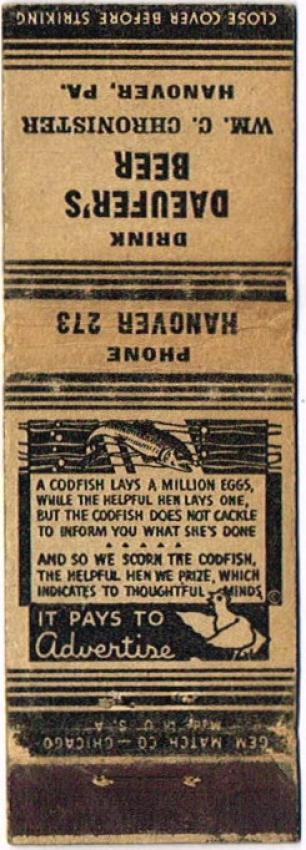 CLOSE COVER BEFORE STRIKING
DRINK
DAEUFER'S
BEER
WM. C. CHRONISTER
HANOVER, PA.
PHONE
HANOVER 273
A CODFISH LAYS A MILLION EGGS,
WHILE THE HELPFUL HEN LAYS ONE,
BUT THE CODFISH DOES NOT CACKLE
TO INFORM YOU WHAT SHE'S DONE
AND SO WE SCORN THE CODFISH,
THE HELPFUL HEN WE PRIZE, WHICH
INDICATES TO THOUGHTFUL MINDS,
©
IT PAYS TO
Advertise
GEM MATCH CO — CHICAGO
Made in U. S. A.